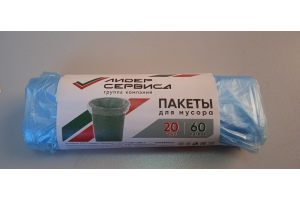 ЛИДЕР
СЕРВИСА
группа компаний
ПАКЕТЫ
для мусора
20 60